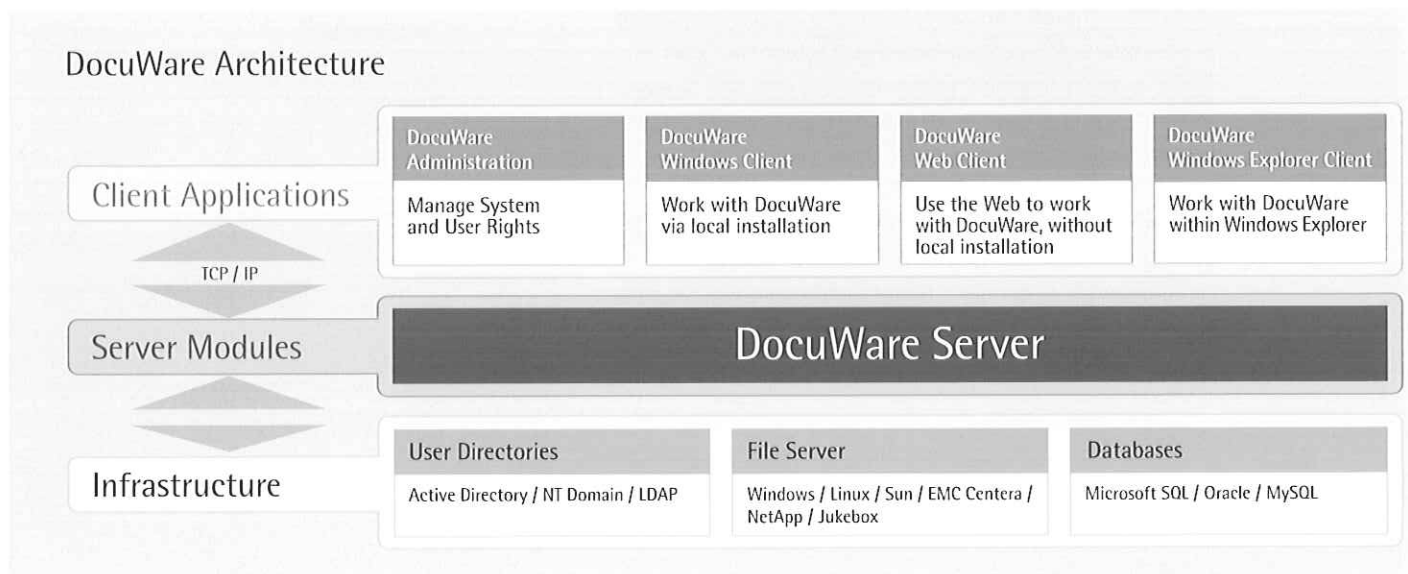 DocuWare Architecture
Client Applications
TCP / IP
Server Modules
Infrastructure
DocuWare
Administration
Manage System
and User Rights
DocuWare
Windows Client
Work with DocuWare
via local installation
DocuWare
Web Client
Use the Web to work
with DocuWare, without
local installation
DocuWare
Windows Explorer Client
Work with DocuWare
within Windows Explorer
DocuWare Server
User Directories
Active Directory / NT Domain / LDAP
File Server
Windows / Linux / Sun / EMC Centera /
NetApp / Jukebox
Databases
Microsoft SQL / Oracle / MySQL